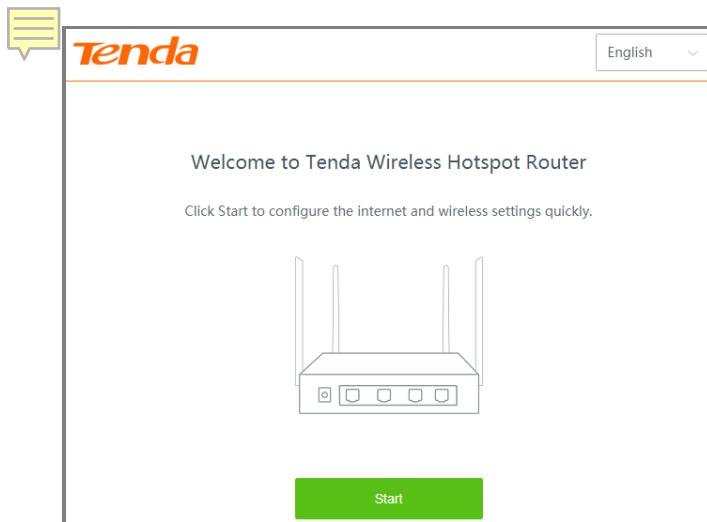 Tenda
English
Welcome to Tenda Wireless Hotspot Router
Click Start to configure the internet and wireless settings quickly.
Start